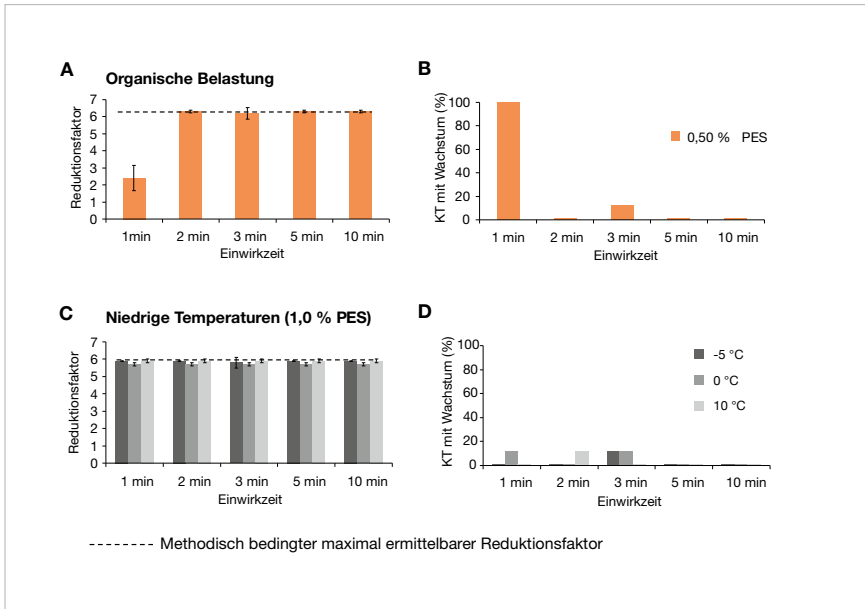 A Organische Belastung
Reduktionsfaktor
7
6
5
4
3
2
1
0
1min 2 min 3 min 5 min 10 min
Einwirkzeit
B
KT mit Wachstum (%)
100
80
60
40
20
0
1 min 2 min 3 min 5 min 10 min
Einwirkzeit
0,50 % PES
C Niedrige Temperaturen (1,0 % PES)
Reduktionsfaktor
7
6
5
4
3
2
1
0
1 min 2 min 3 min 5 min 10 min
Einwirkzeit
D
KT mit Wachstum (%)
100
80
60
40
20
0
1 min 2 min 3 min 5 min 10 min
Einwirkzeit
-5 °C
0 °C
10 °C
Methodisch bedingter maximal ermittelbarer Reduktionsfaktor